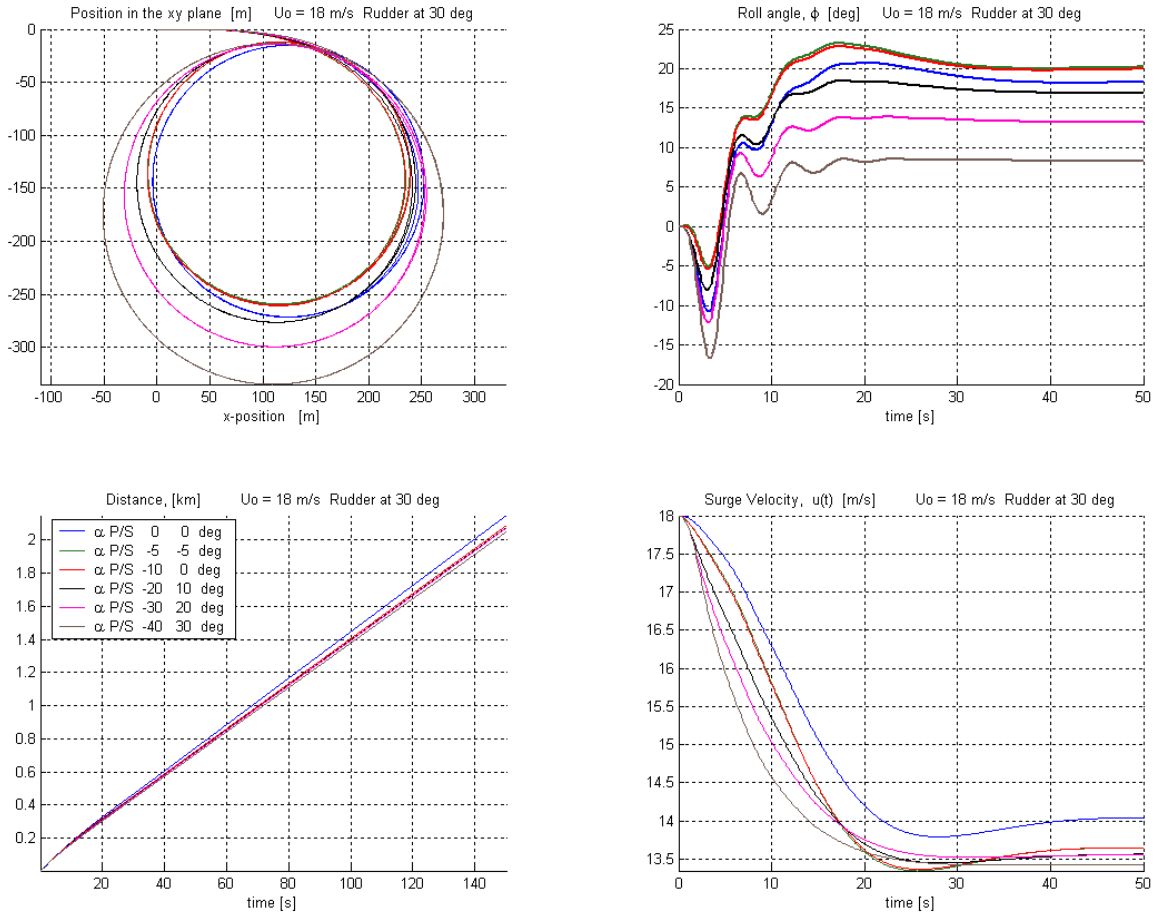 Position in the xy plane [m] Uo = 18 m/s Rudder at 30 deg
0
-50
-100
-150
-200
-250
-300
-100 -50 0 50 100 150 200 250 300
x-position [m]
Roll angle, ϕ [deg] Uo = 18 m/s Rudder at 30 deg
25
20
15
10
5
0
-5
-10
-15
-20
0 10 20 30 40 50
time [s]
Distance, [km] Uo = 18 m/s Rudder at 30 deg
2
1.8
1.6
1.4
1.2
1
0.8
0.6
0.4
0.2
α P/S 0 0 deg
α P/S -5 -5 deg
α P/S -10 0 deg
α P/S -20 10 deg
α P/S -30 20 deg
α P/S -40 30 deg
20 40 60 80 100 120 140
time [s]
Surge Velocity, u(t) [m/s] Uo = 18 m/s Rudder at 30 deg
18
17.5
17
16.5
16
15.5
15
14.5
14
13.5
0 10 20 30 40 50
time [s]